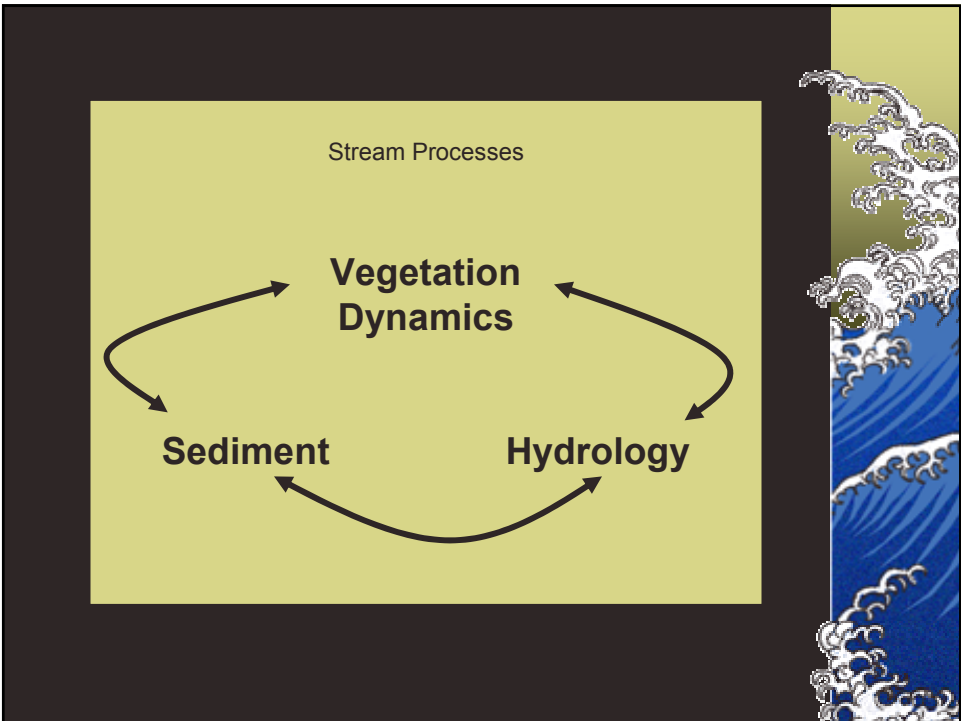 Stream Processes
Vegetation
Dynamics
Sediment
Hydrology